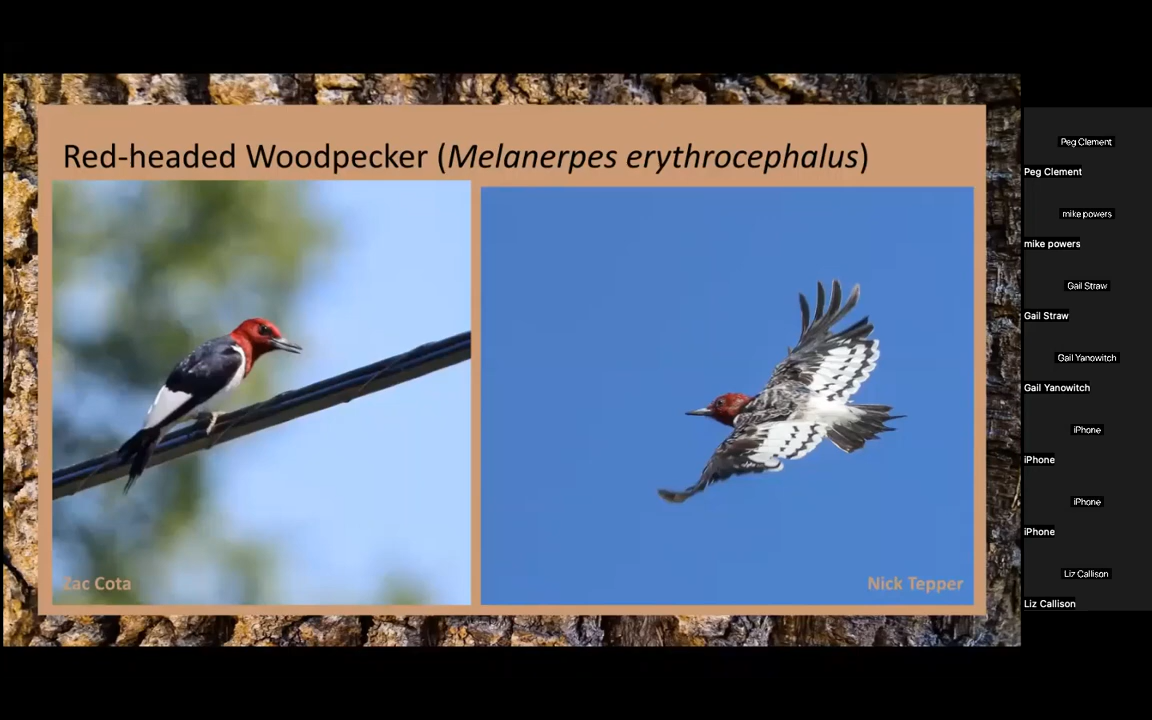 Red-headed Woodpecker (Melanerpes erythrocephalus)
Zac Cota
Nick Tepper
Peg Clement
Peg Clement
mike powers
mike powers
Gail Straw
Gail Straw
Gail Yanowitch
Gail Yanowitch
iPhone
iPhone
iPhone
iPhone
Liz Callison
Liz Callison